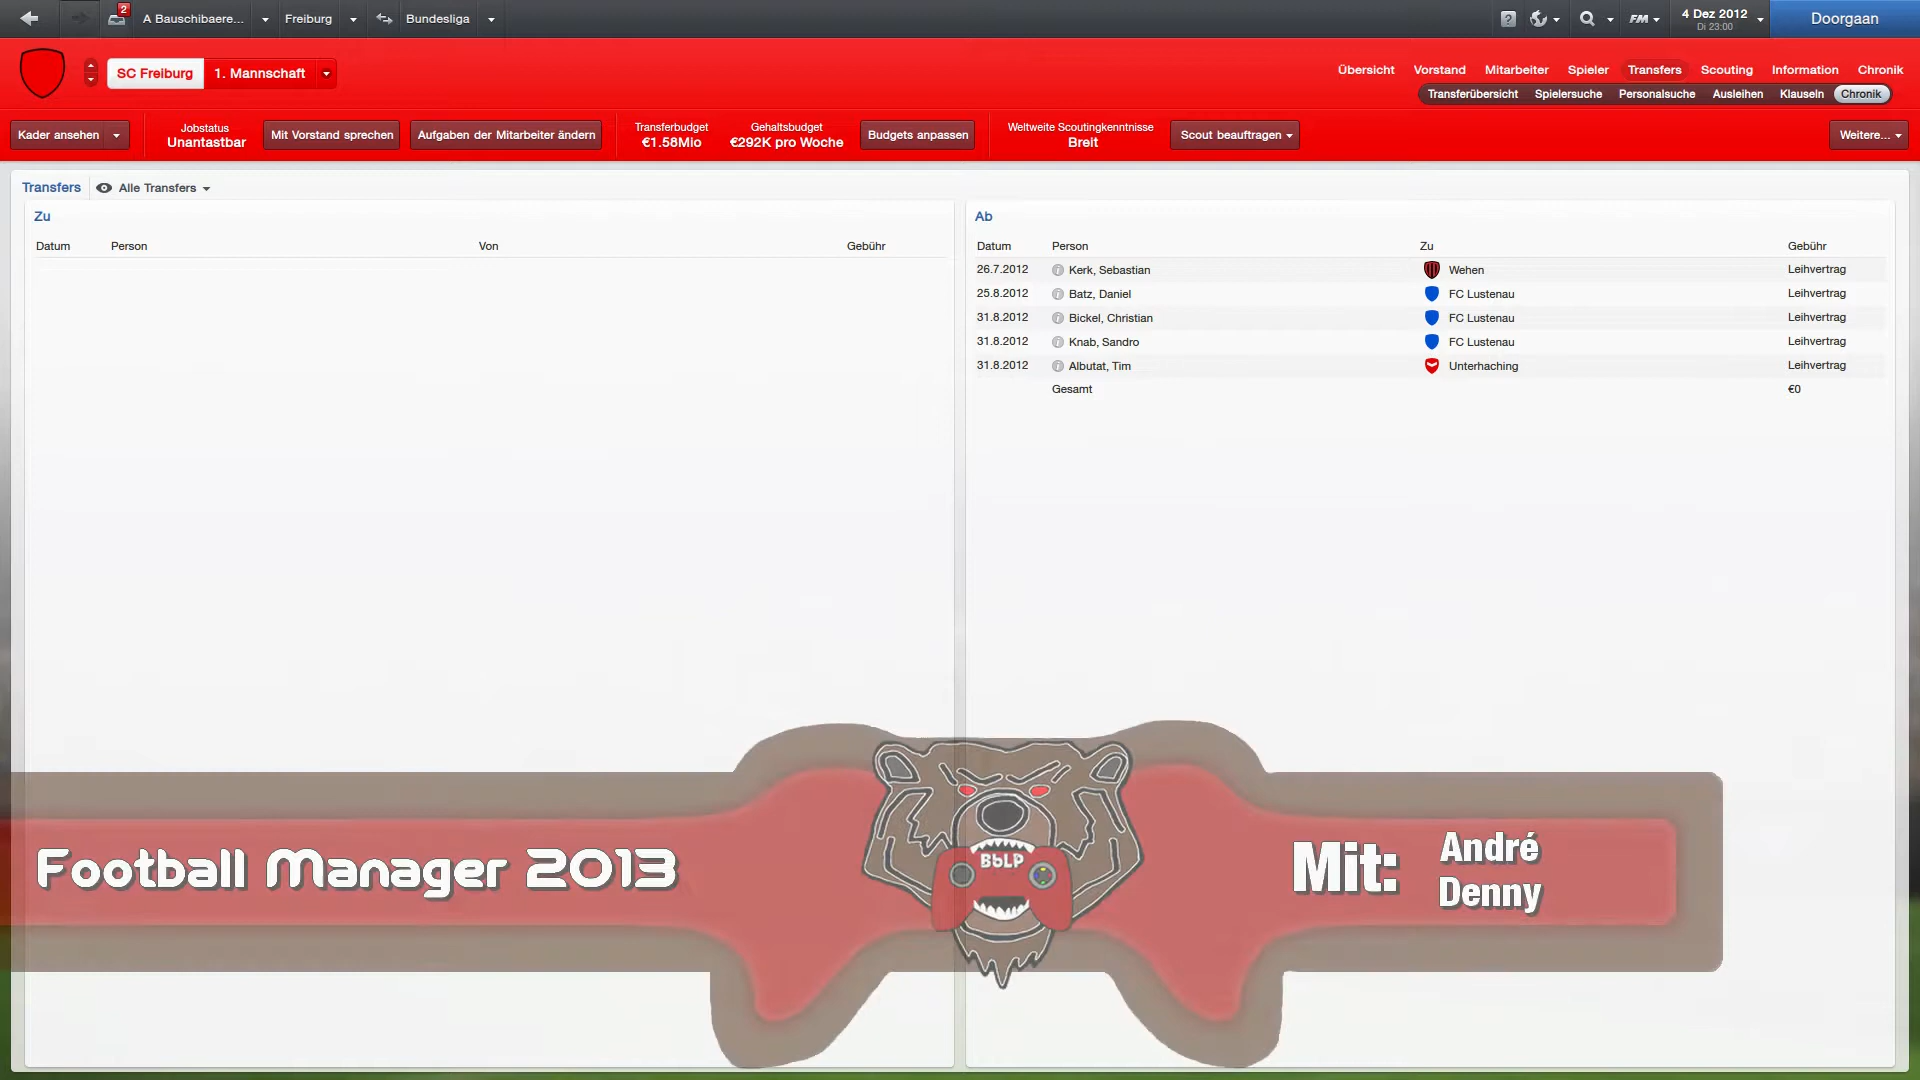 2
A Bauschibaere...
Freiburg
Bundesliga
?
FM
4 Dez 2012
Di 23:00
Doorgaan
SC Freiburg
1. Mannschaft
Übersicht
Vorstand
Mitarbeiter
Spieler
Transfers
Scouting
Information
Chronik
Transferübersicht
Spielersuche
Personalsuche
Ausleihen
Klauseln
Chronik
Kader ansehen
Jobstatus
Unantastbar
Mit Vorstand sprechen
Aufgaben der Mitarbeiter ändern
Transferbudget
€1.58Mio
Gehaltsbudget
€292K pro Woche
Budgets anpassen
Weltweite Scoutingkenntnisse
Breit
Scout beauftragen
Weitere...
Transfers
Alle Transfers
Zu
Datum Person Von Gebühr
Ab
Datum Person Zu Gebühr
26.7.2012 Kerk, Sebastian Wehen Leihvertrag
25.8.2012 Batz, Daniel FC Lustenau Leihvertrag
31.8.2012 Bickel, Christian FC Lustenau Leihvertrag
31.8.2012 Knab, Sandro FC Lustenau Leihvertrag
31.8.2012 Albutat, Tim Unterhaching Leihvertrag
Gesamt €0
Football Manager 2013
BbLP
Mit:
André
Denny